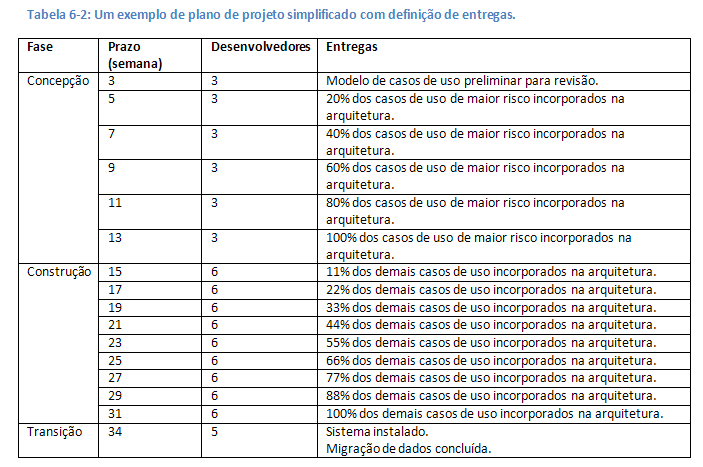 Tabela 6-2: Um exemplo de plano de projeto simplificado com definição de entregas.
Fase Prazo (semana) Desenvolvedores Entregas
Concepção 3 3 Modelo de casos de uso preliminar para revisão.
5 3 20% dos casos de uso de maior risco incorporados na
arquitetura.
7 3 40% dos casos de uso de maior risco incorporados na
arquitetura.
9 3 60% dos casos de uso de maior risco incorporados na
arquitetura.
11 3 80% dos casos de uso de maior risco incorporados na
arquitetura.
13 3 100% dos casos de uso de maior risco incorporados na
arquitetura.
Construção 15 6 11% dos demais casos de uso incorporados na arquitetura.
17 6 22% dos demais casos de uso incorporados na arquitetura.
19 6 33% dos demais casos de uso incorporados na arquitetura.
21 6 44% dos demais casos de uso incorporados na arquitetura.
23 6 55% dos demais casos de uso incorporados na arquitetura.
25 6 66% dos demais casos de uso incorporados na arquitetura.
27 6 77% dos demais casos de uso incorporados na arquitetura.
29 6 88% dos demais casos de uso incorporados na arquitetura.
31 6 100% dos demais casos de uso incorporados na arquitetura.
Transição 34 5 Sistema instalado.
Migração de dados concluída.